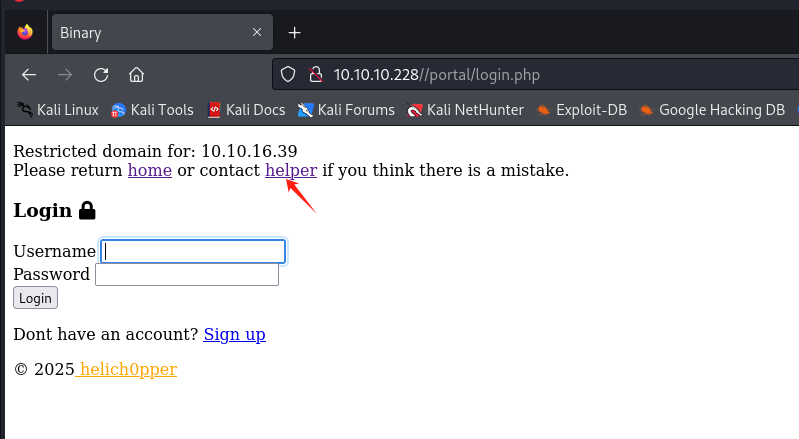 Binary
10.10.10.228//portal/login.php
Kali Linux Kali Tools Kali Docs Kali Forums Kali NetHunter Exploit-DB Google Hacking DB
Restricted domain for: 10.10.16.39
Please return home or contact helper if you think there is a mistake.
Login
Username
Password
Login
Dont have an account? Sign up
© 2025 helich0pper